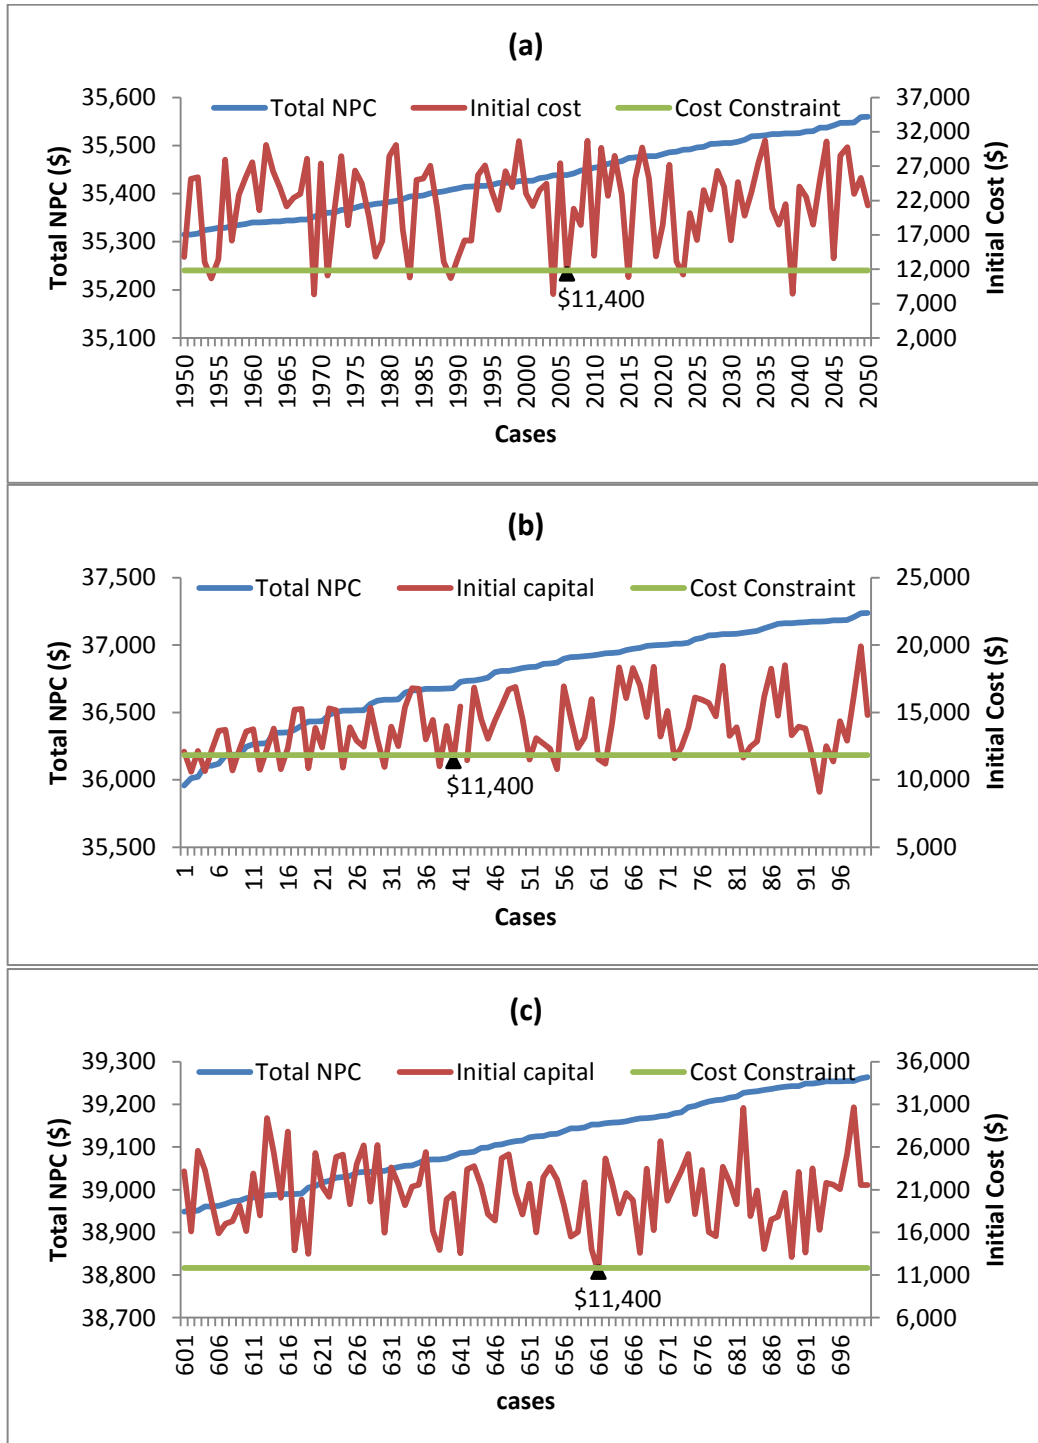 (a)
Total NPC Initial cost Cost Constraint
35,600
35,500
35,400
35,300
35,200
35,100
Total NPC ($)
37,000
32,000
27,000
22,000
17,000
12,000
7,000
2,000
Initial Cost ($)
$11,400
1950 1955 1960 1965 1970 1975 1980 1985 1990 1995 2000 2005 2010 2015 2020 2025 2030 2035 2040 2045 2050
Cases
(b)
Total NPC Initial capital Cost Constraint
37,500
37,000
36,500
36,000
35,500
Total NPC ($)
25,000
20,000
15,000
10,000
5,000
Initial Cost ($)
$11,400
1 6 11 16 21 26 31 36 41 46 51 56 61 66 71 76 81 86 91 96
Cases
(c)
Total NPC Initial capital Cost Constraint
39,300
39,200
39,100
39,000
38,900
38,800
38,700
Total NPC ($)
36,000
31,000
26,000
21,000
16,000
11,000
6,000
Initial Cost ($)
$11,400
601 606 611 616 621 626 631 636 641 646 651 656 661 666 671 676 681 686 691 696
cases